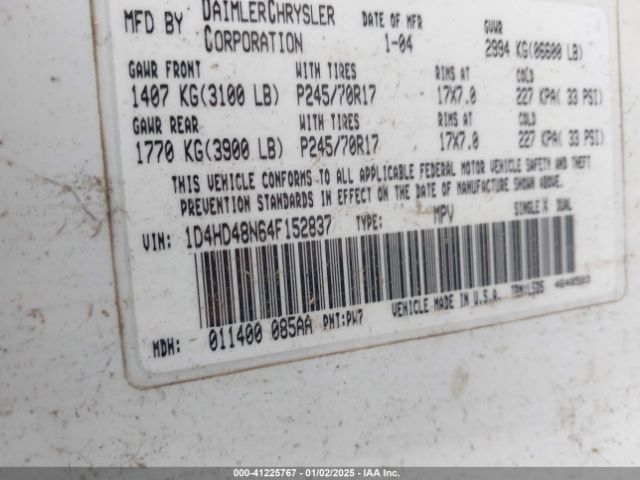 MFD BY DAIMLERCHRYSLER CORPORATION DATE OF MFR 1-04 GVWR 2994 KG(06600 LB)
GAWR FRONT WITH TIRES RIMS AT COLD
1407 KG(3100 LB) P245/70R17 17X7.0 227 KPA( 33 PSI)
GAWR REAR WITH TIRES RIMS AT COLD
1770 KG(3900 LB) P245/70R17 17X7.0 227 KPA( 33 PSI)
THIS VEHICLE CONFORMS TO ALL APPLICABLE FEDERAL MOTOR VEHICLE SAFETY AND THEFT
PREVENTION STANDARDS IN EFFECT ON THE DATE OF MANUFACTURE SHOWN ABOVE.
VIN: 1D4HD48N64F152837 TYPE: MPV SINGLE X DUAL
MDH: 011400 085AA PNT:PW7 VEHICLE MADE IN U.S.A.
000-41225767 - 01/02/2025 - IAA Inc.